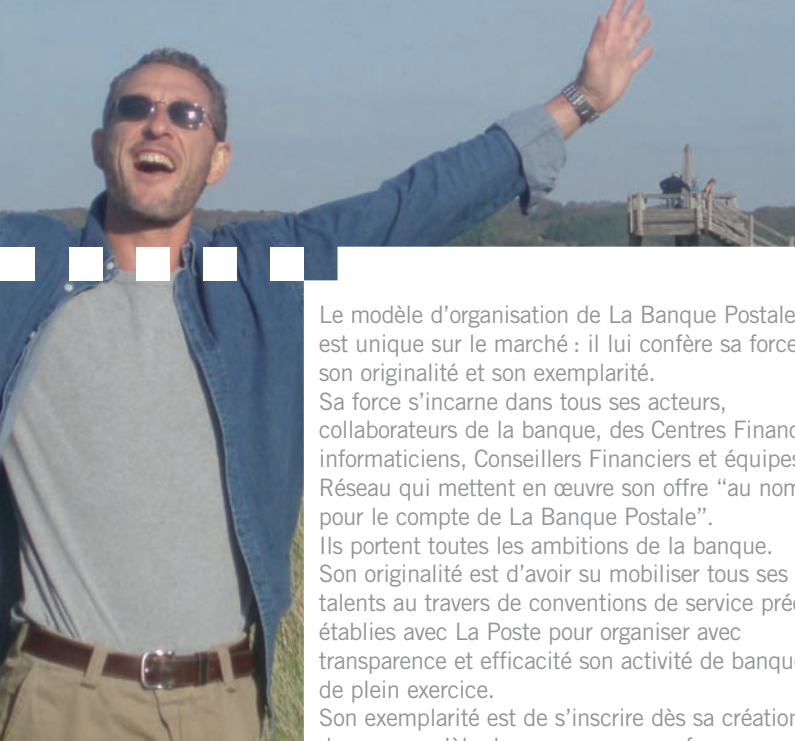 Le modèle d’organisation de La Banque Postale
est unique sur le marché : il lui confère sa force
son originalité et son exemplarité.
Sa force s’incarne dans tous ses acteurs,
collaborateurs de la banque, des Centres Financ
informaticiens, Conseillers Financiers et équipes
Réseau qui mettent en œuvre son offre “au nom
pour le compte de La Banque Postale”.
Ils portent toutes les ambitions de la banque.
Son originalité est d’avoir su mobiliser tous ses
talents au travers de conventions de service préc
établies avec La Poste pour organiser avec
transparence et efficacité son activité de banque
de plein exercice.
Son exemplarité est de s’inscrire dès sa création